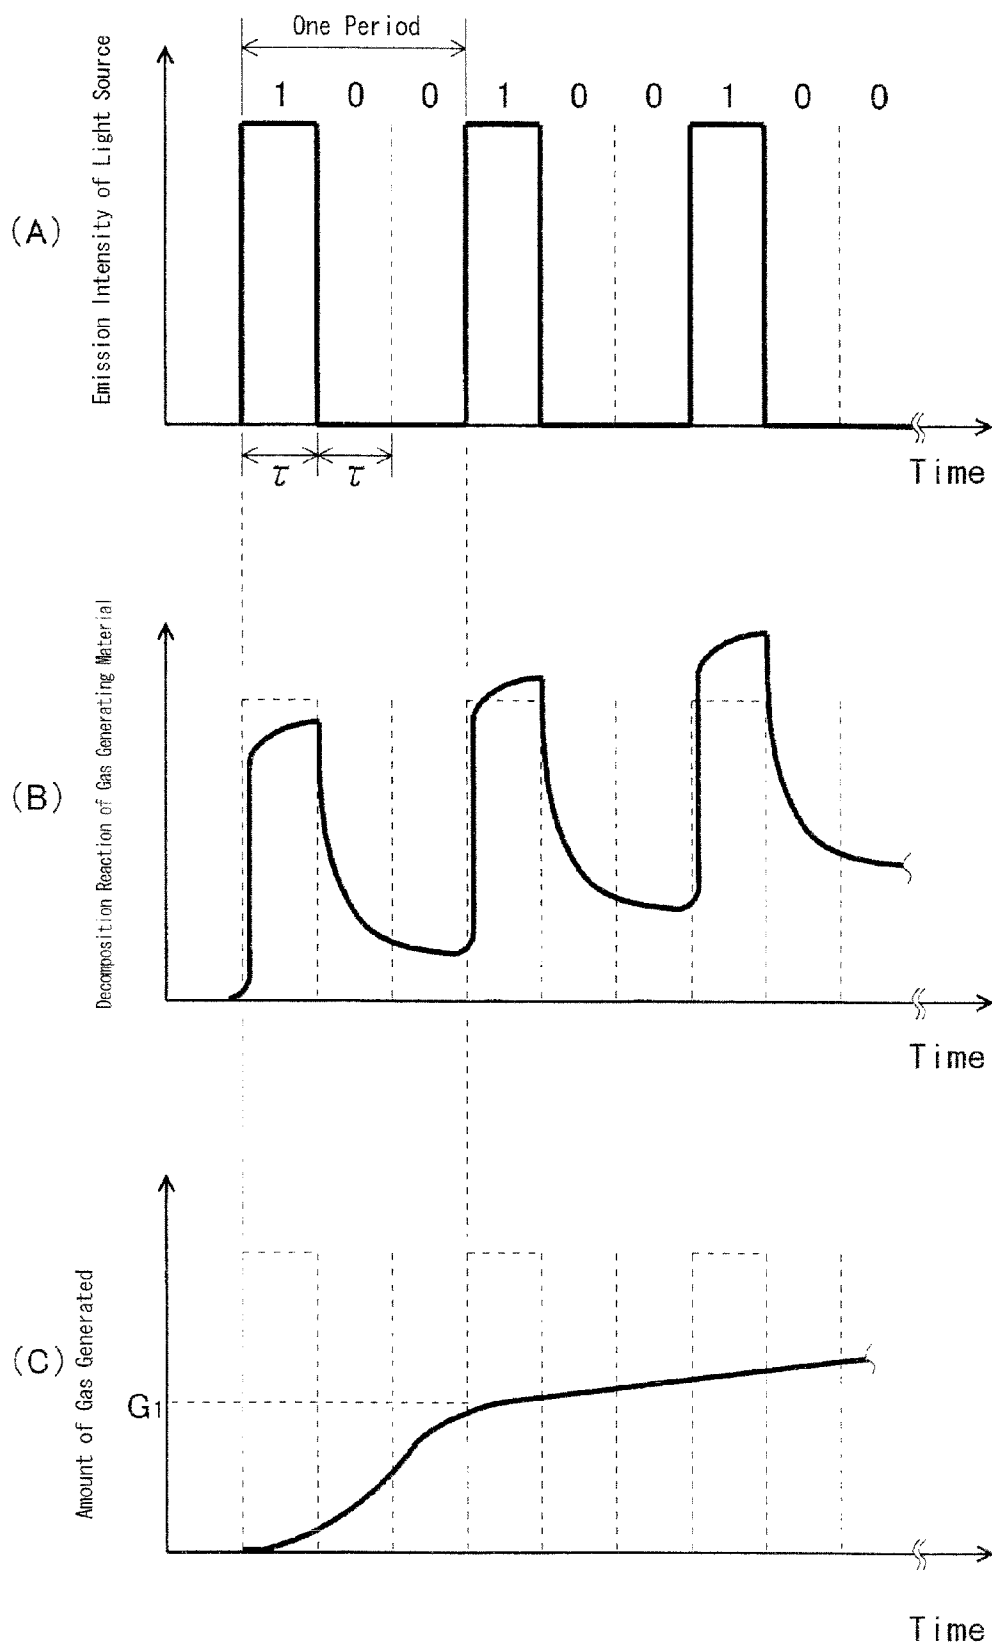 One Period
1 0 0 1 0 0 1 0 0
(A)
Emission Intensity of Light Source
τ τ
Time
(B)
Decomposition Reaction of Gas Generating Material
Time
(C)
Amount of Gas Generated
G1
Time